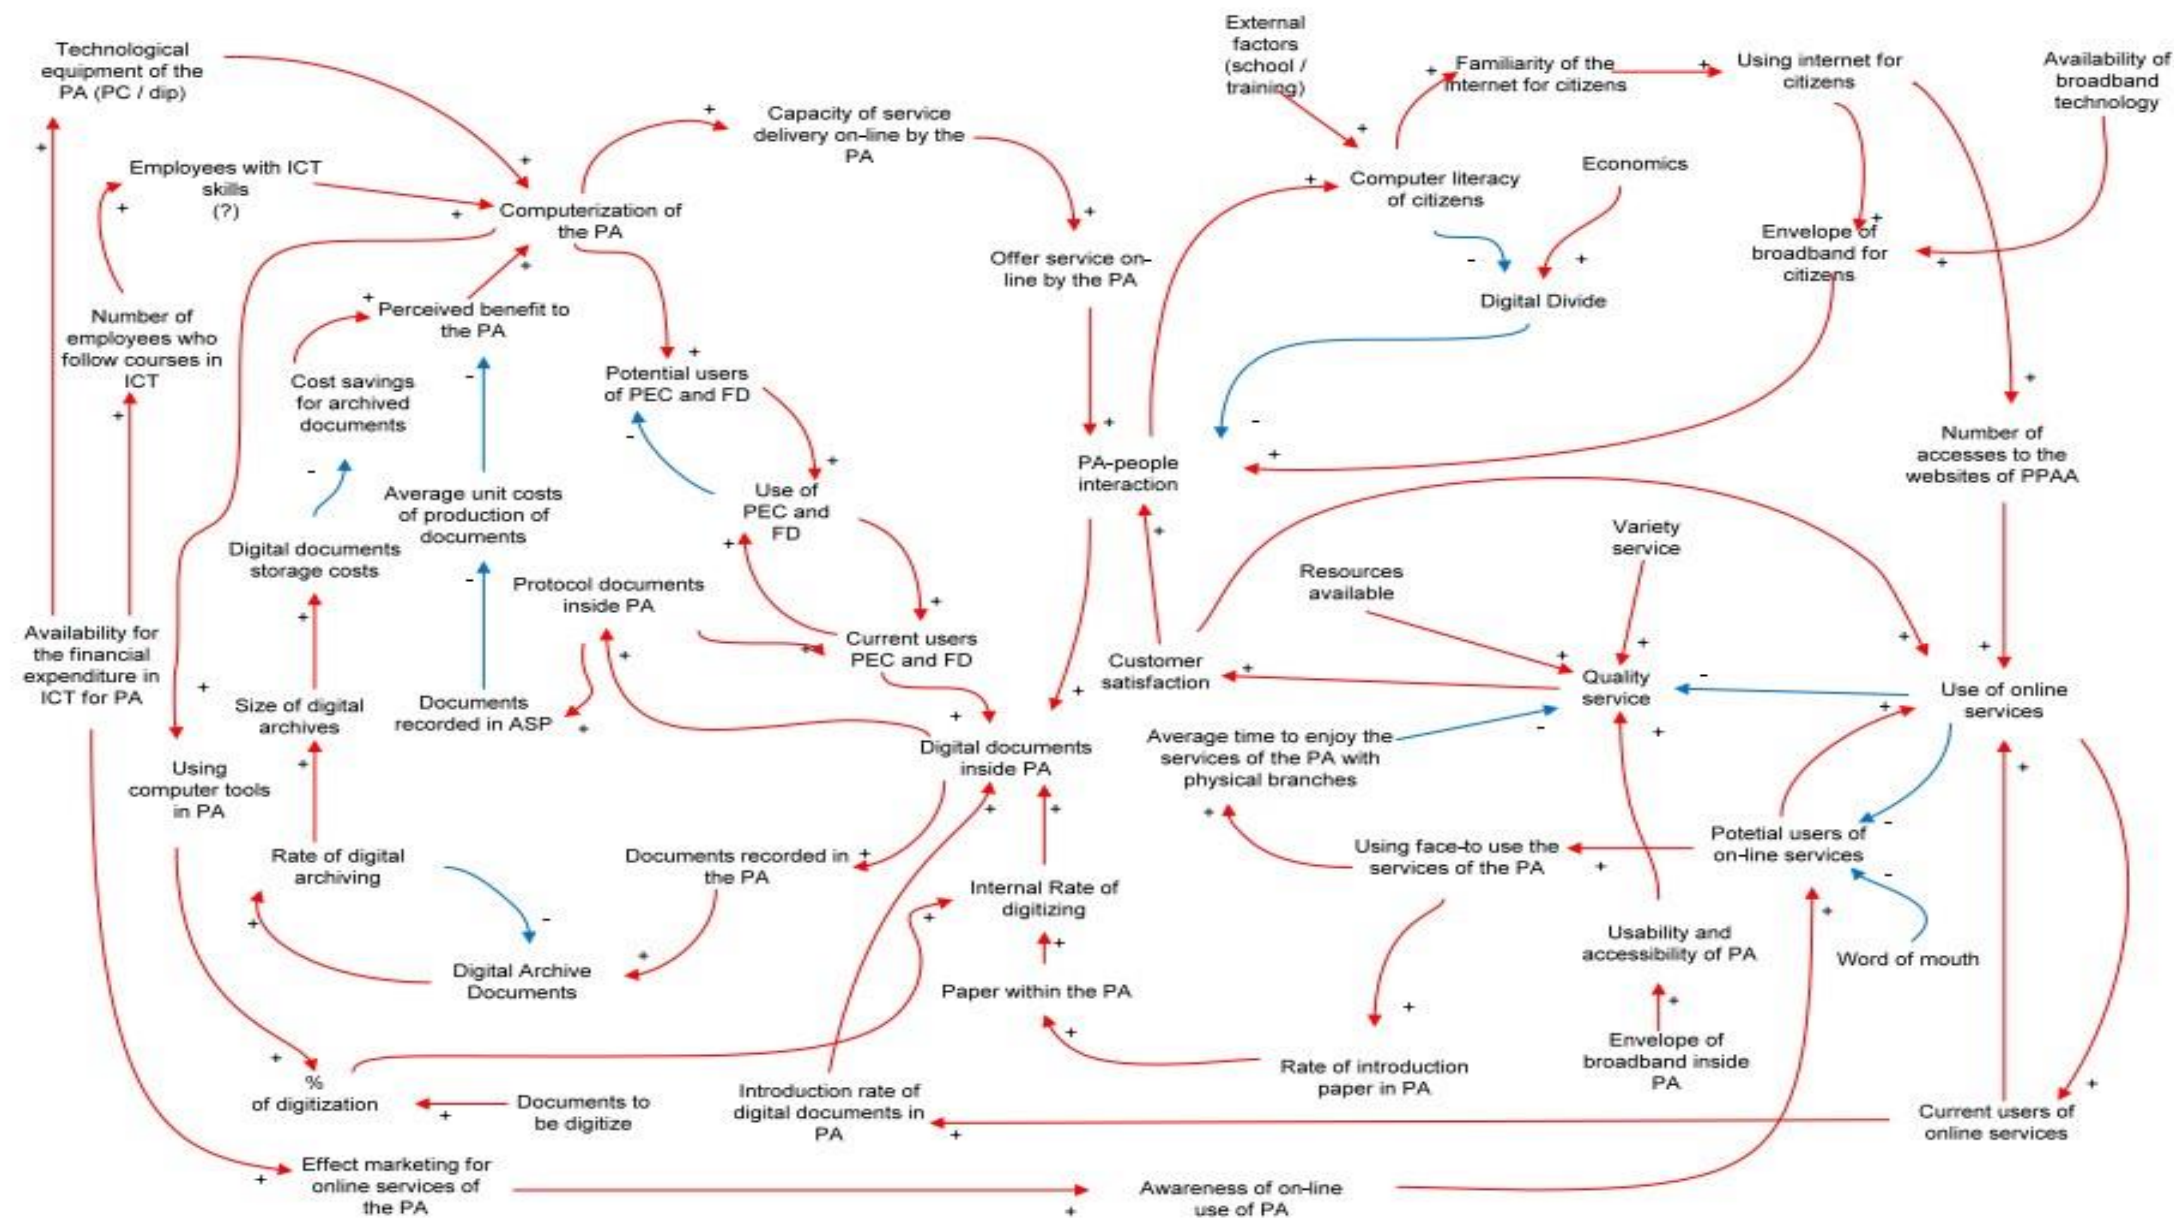 Technological
equipment of the
PA (PC / dip)
Employees with ICT
skills
(?)
Number of
employees who
follow courses in
ICT
Availability for
the financial
expenditure in
ICT for PA
Computerization of
the PA
Capacity of service
delivery on-line by the
PA
Offer service on-
line by the PA
Perceived benefit to
the PA
Cost savings
for archived
documents
Digital documents
storage costs
Size of digital
archives
Rate of digital
archiving
Using
computer tools
in PA
Average unit costs
of production of
documents
Documents
recorded in ASP
Protocol documents
inside PA
Potential users
of PEC and FD
Use of
PEC and
FD
Current users
PEC and FD
Digital documents
inside PA
Documents recorded in
the PA
Digital Archive
Documents
Internal Rate of
digitizing
Paper within the PA
%
of digitization
Documents to
be digitize
Introduction rate of
digital documents in
PA
Effect marketing for
online services of
the PA
Awareness of on-line
use of PA
External
factors
(school /
training)
Familiarity of the
internet for citizens
Using internet for
citizens
Availability of
broadband
technology
Computer literacy
of citizens
Economics
Digital Divide
Envelope of
broadband for
citizens
PA-people
interaction
Number of
accesses to the
websites of PPAA
Variety
service
Resources
available
Customer
satisfaction
Quality
service
Use of online
services
Average time to enjoy the
services of the PA with
physical branches
Using face-to use the
services of the PA
Potetial users of
on-line services
Usability and
accessibility of PA
Word of mouth
Envelope of
broadband inside
PA
Rate of introduction
paper in PA
Current users of
online services